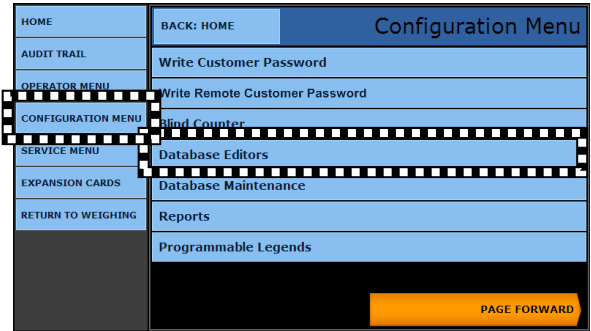 HOME
BACK: HOME
Configuration Menu
AUDIT TRAIL
OPERATOR MENU
CONFIGURATION MENU
SERVICE MENU
EXPANSION CARDS
RETURN TO WEIGHING
Write Customer Password
Write Remote Customer Password
Blind Counter
Database Editors
Database Maintenance
Reports
Programmable Legends
PAGE FORWARD